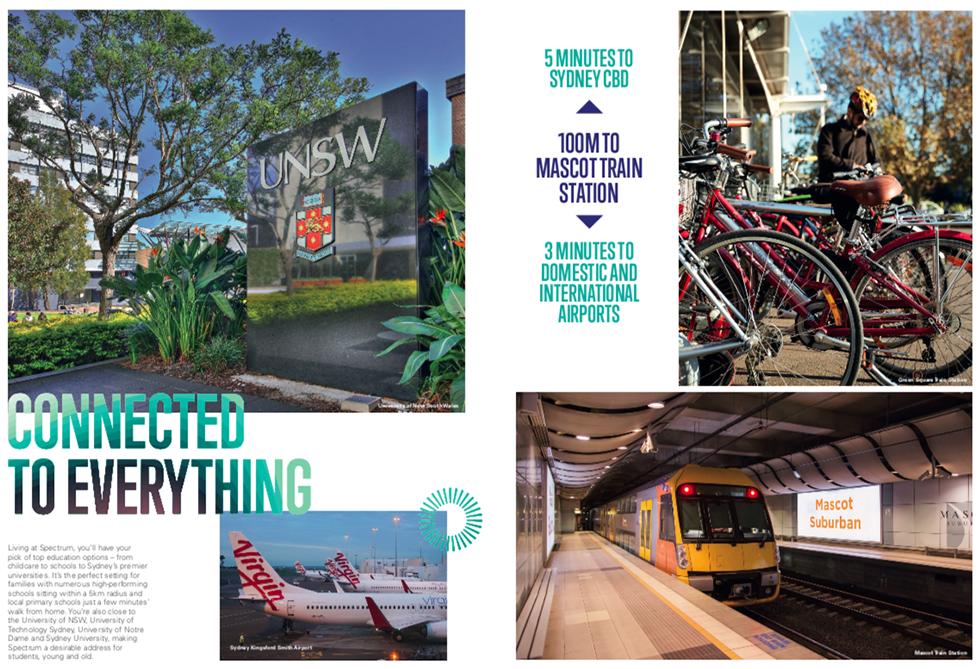 UNSW
University of New South Wales
CONNECTED
TO EVERYTHING
Living at Spectrum, you'll have your
pick of top education options – from
childcare to schools to Sydney's premier
universities. It's the perfect setting for
families with numerous high-performing
schools sitting within a 5km radius and
local primary schools just a few minutes'
walk from home. You're also close to
the University of NSW, University of
Technology Sydney, University of Notre
Dame and Sydney University, making
Spectrum a desirable address for
students, young and old.
Virgin
Virgin
virgin
Sydney Kingsford Smith Airport
5 MINUTES TO
SYDNEY CBD
100M TO
MASCOT TRAIN
STATION
3 MINUTES TO
DOMESTIC AND
INTERNATIONAL
AIRPORTS
Green Square Train Station
Mascot
Suburban
Mascot Train Station